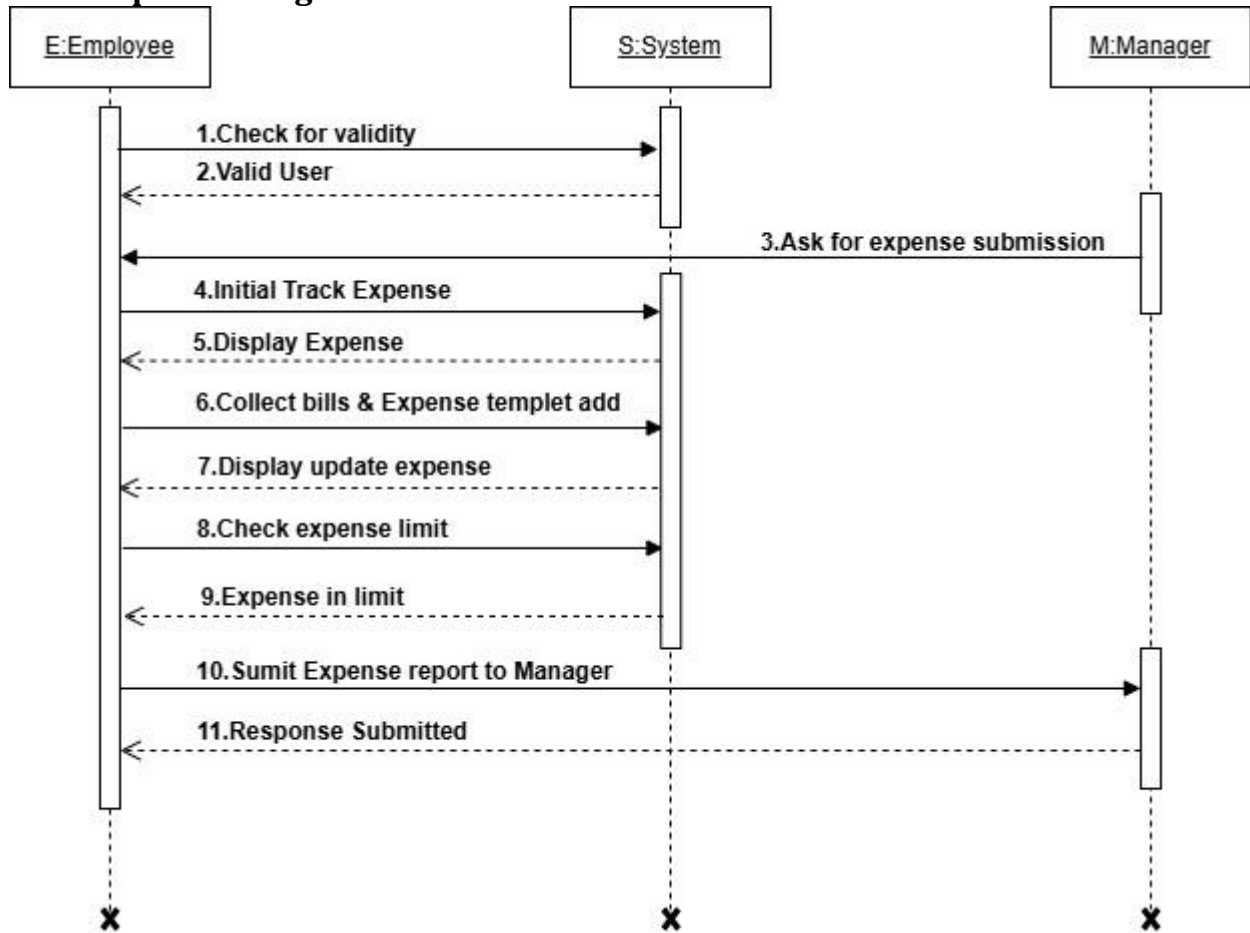 E:Employee
S:System
M:Manager
1.Check for validity
2.Valid User
3.Ask for expense submission
4.Initial Track Expense
5.Display Expense
6.Collect bills & Expense templet add
7.Display update expense
8.Check expense limit
9.Expense in limit
10.Sumit Expense report to Manager
11.Response Submitted